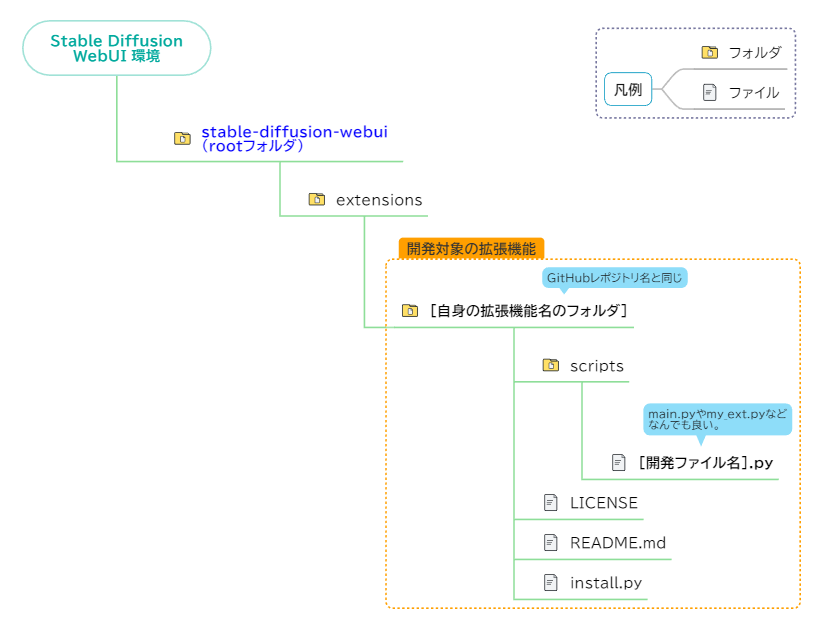 Stable Diffusion
WebUI 環境
フォルダ
凡例
ファイル
stable-diffusion-webui
（rootフォルダ）
extensions
開発対象の拡張機能
GitHubレポジトリ名と同じ
[自身の拡張機能名のフォルダ]
scripts
main.pyやmy_ext.pyなど
なんでも良い。
[開発ファイル名].py
LICENSE
README.md
install.py